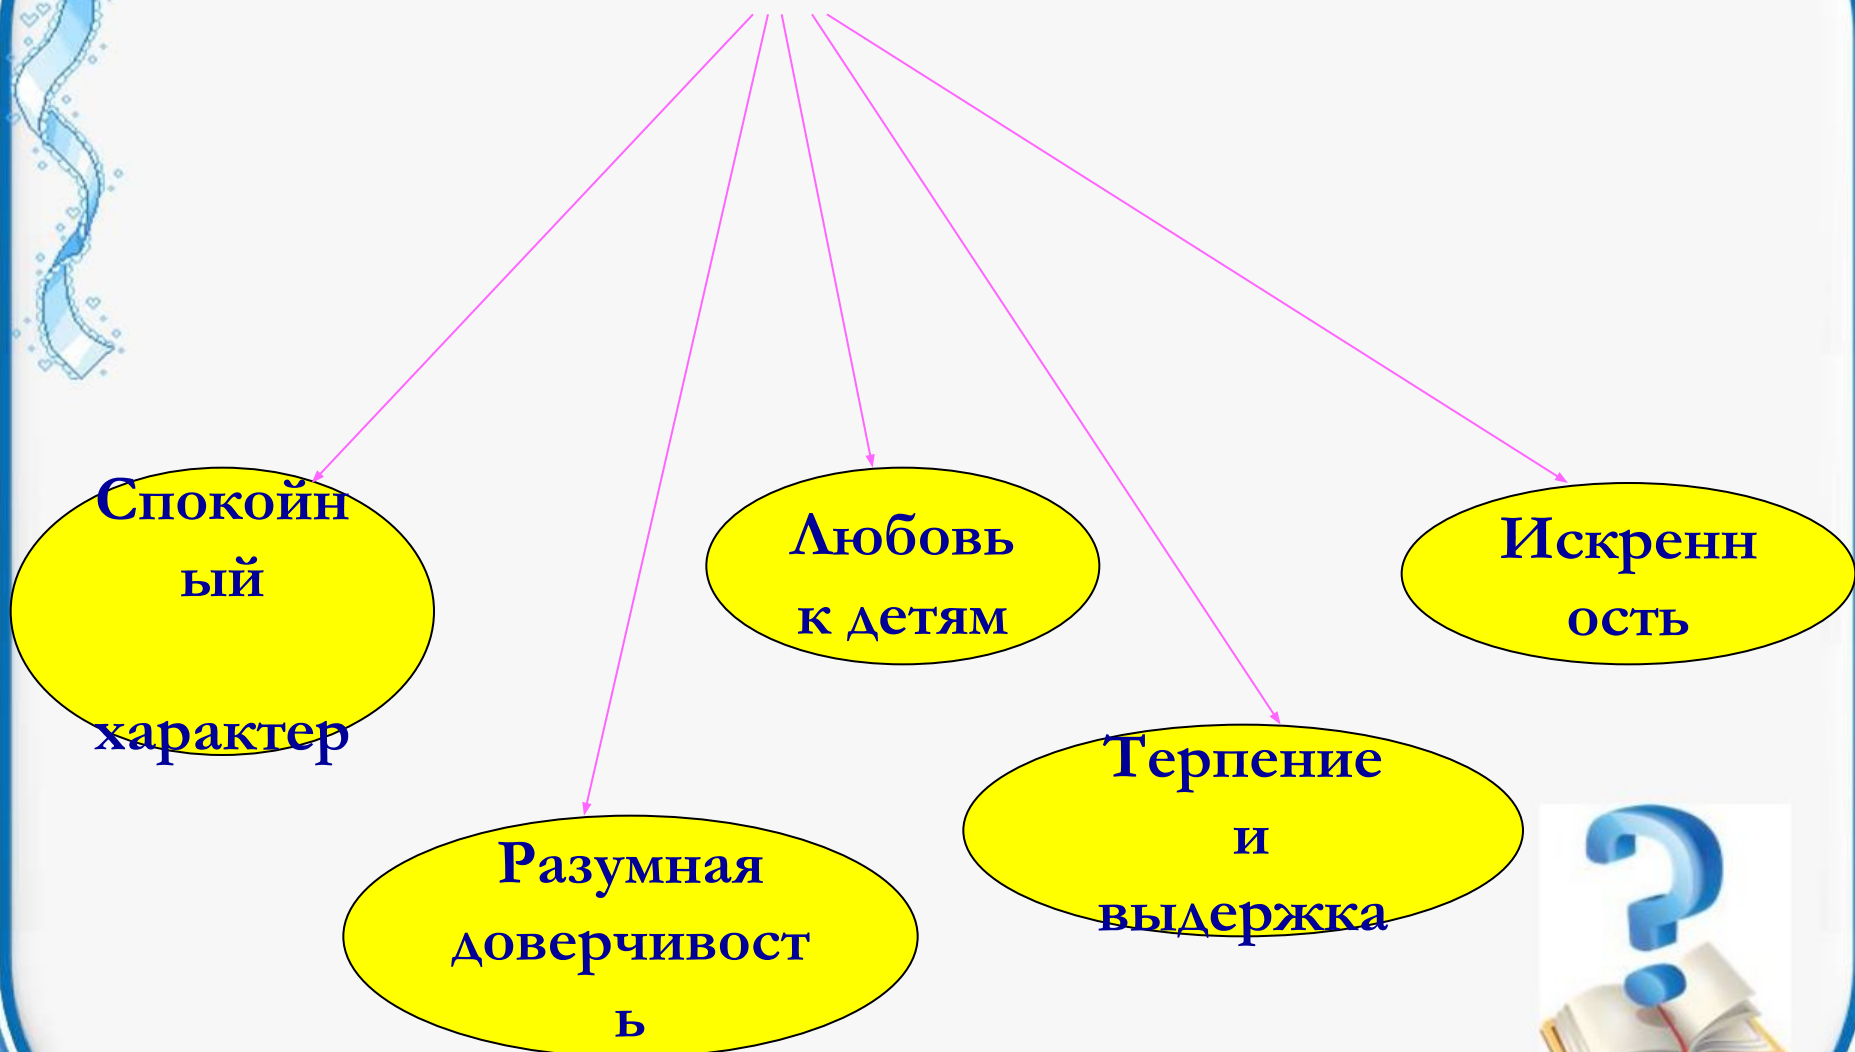 Спокойн
ый
характер
Разумная
доверчивост
ь
Любовь
к детям
Терпение
и
выдержка
Искренн
ость